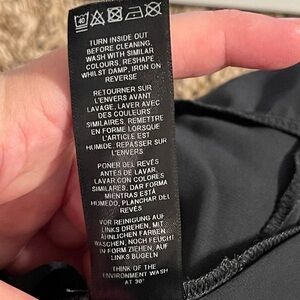 40
TURN INSIDE OUT
BEFORE CLEANING,
WASH WITH SIMILAR
COLOURS, RESHAPE
WHILST DAMP, IRON ON
REVERSE
RETOURNER SUR
L'ENVERS AVANT
LAVAGE, LAVER AVEC
DES COULEURS
SIMILAIRES, REMETTRE
EN FORME LORSQUE
L'ARTICLE EST
HUMIDE, REPASSER SUR
L'ENVERS
PONER DEL REVÉS
ANTES DE LAVAR,
LAVAR CON COLORES
SIMILARES, DAR FORMA
MIENTRAS ESTÁ
HÚMEDO, PLANCHAR DEL
REVÉS
VOR REINIGUNG AUF
LINKS DREHEN, MIT
ÄHNLICHEN FARBEN
WASCHEN, NOCH FEUCHT
IN FORM ZIEHEN, AUF
LINKS BÜGELN
THINK OF THE
ENVIRONMENT WASH
AT 30°